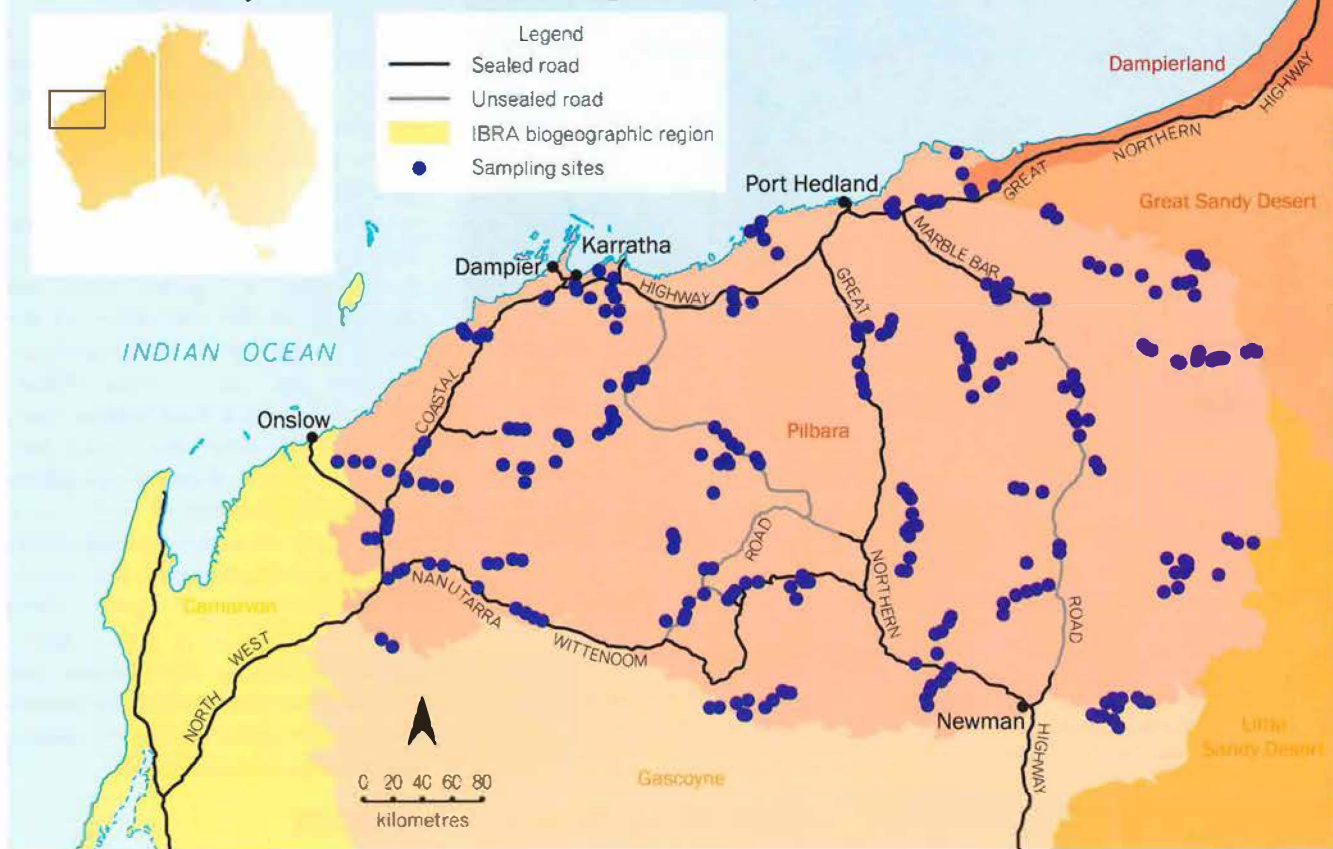 Legend
Sealed road
Unsealed road
IBRA biogeographic region
Sampling sites
Dampierland
HIGHWAY
NORTHERN
GREAT
Great Sandy Desert
Port Hedland
MARBLE BAR
Karratha
Dampier
HIGHWAY
GREAT
INDIAN OCEAN
COASTAL
Onslow
Pilbara
ROAD
NANUTARRA
WITTENOOM
NORTHERN
ROAD
Carnarvon
WEST
NORTH
Newman
HIGHWAY
Little
Sandy Desert
Gascoyne
0 20 40 60 80
kilometres